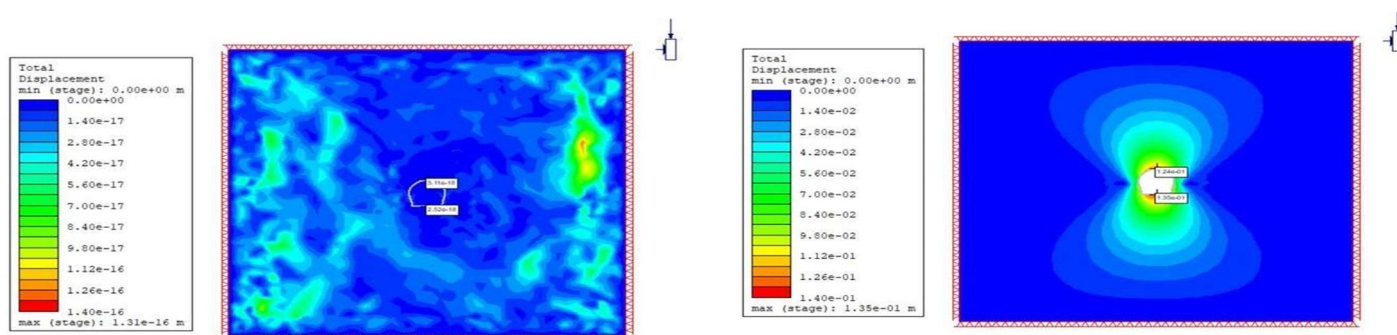 Total
Displacement
min (stage): 0.00e+00 m
0.00e+00
1.40e-17
2.80e-17
4.20e-17
5.60e-17
7.00e-17
8.40e-17
9.80e-17
1.12e-16
1.26e-16
1.40e-16
max (stage): 1.31e-16 m
2.52e-18
Total
Displacement
min (stage): 0.00e+00 m
0.00e+00
1.40e-02
2.80e-02
4.20e-02
5.60e-02
7.00e-02
8.40e-02
9.80e-02
1.12e-01
1.26e-01
1.40e-01
max (stage): 1.35e-01 m
1.24e-01
1.35e-01